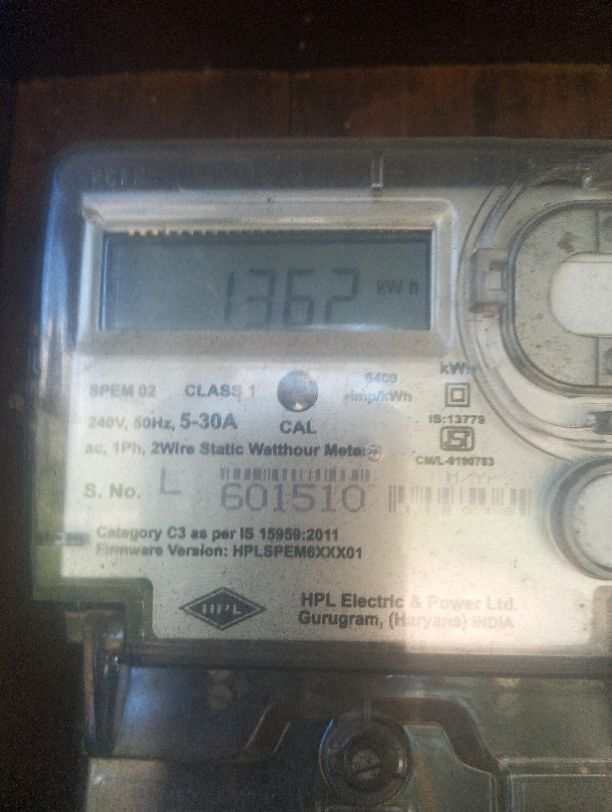 1362 kWh
SPEM 02 CLASS 1
6409
imp/kWh
kWh
240V, 50Hz, 5-30A
CAL
IS:13779
ac, 1Ph, 2Wire Static Watthour Meter
CM/L-9190783
S. No. L 601510
M/Yr
Category C3 as per IS 15959:2011
Firmware Version: HPLSPEM6XXX01
HPL
HPL Electric & Power Ltd.
Gurugram, (Haryana) INDIA